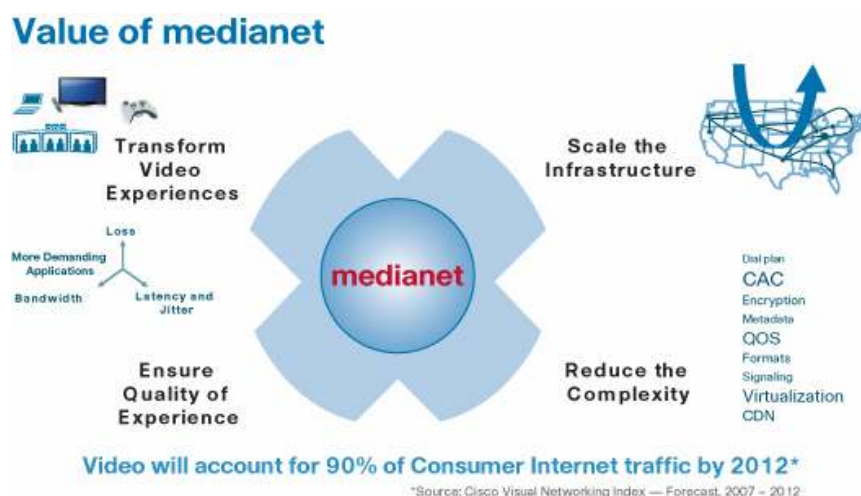 Value of medianet
Transform
Video
Experiences
Scale the
Infrastructure
Loss
More Demanding
Applications
Bandwidth
Latency and
Jitter
medianet
Dial plan
CAC
Encryption
Metadata
QOS
Formats
Signaling
Virtualization
CDN
Ensure
Quality of
Experience
Reduce the
Complexity
Video will account for 90% of Consumer Internet traffic by 2012*
*Source: Cisco Visual Networking Index — Forecast, 2007 – 2012